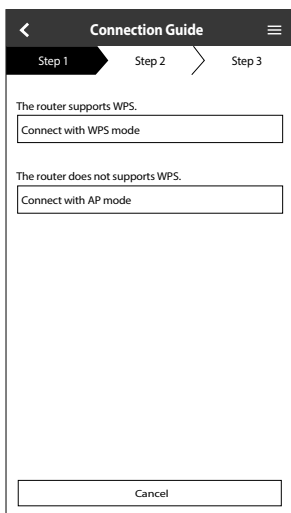 Connection Guide
Step 1 Step 2 Step 3
The router supports WPS.
Connect with WPS mode
The router does not supports WPS.
Connect with AP mode
Cancel